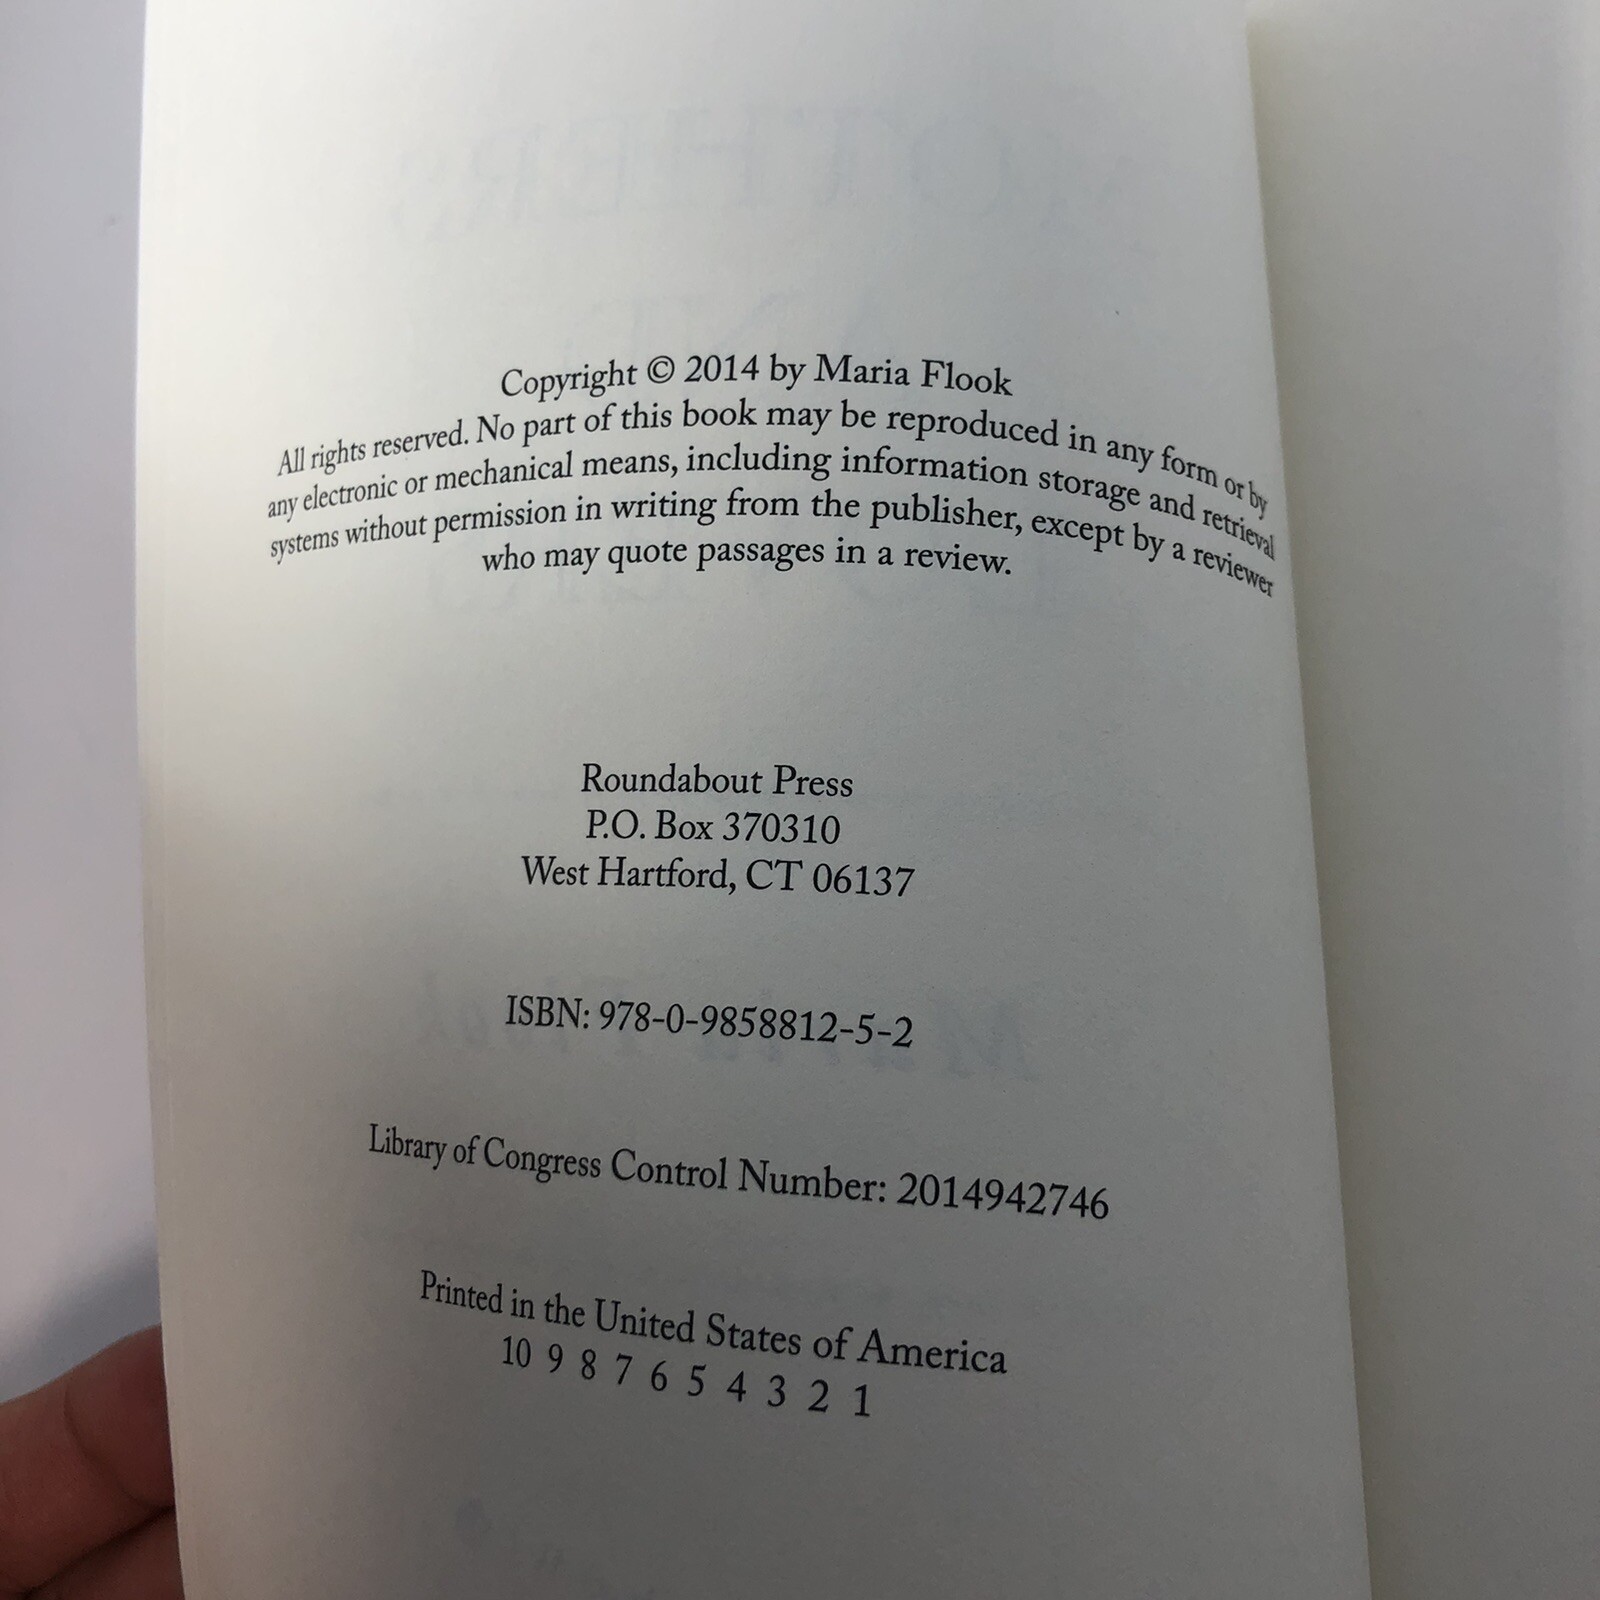 Copyright © 2014 by Maria Flook
All rights reserved. No part of this book may be reproduced in any form or by
any electronic or mechanical means, including information storage and retrieval
systems without permission in writing from the publisher, except by a reviewer
who may quote passages in a review.
Roundabout Press
P.O. Box 370310
West Hartford, CT 06137
ISBN: 978-0-9858812-5-2
Library of Congress Control Number: 2014942746
Printed in the United States of America
10 9 8 7 6 5 4 3 2 1